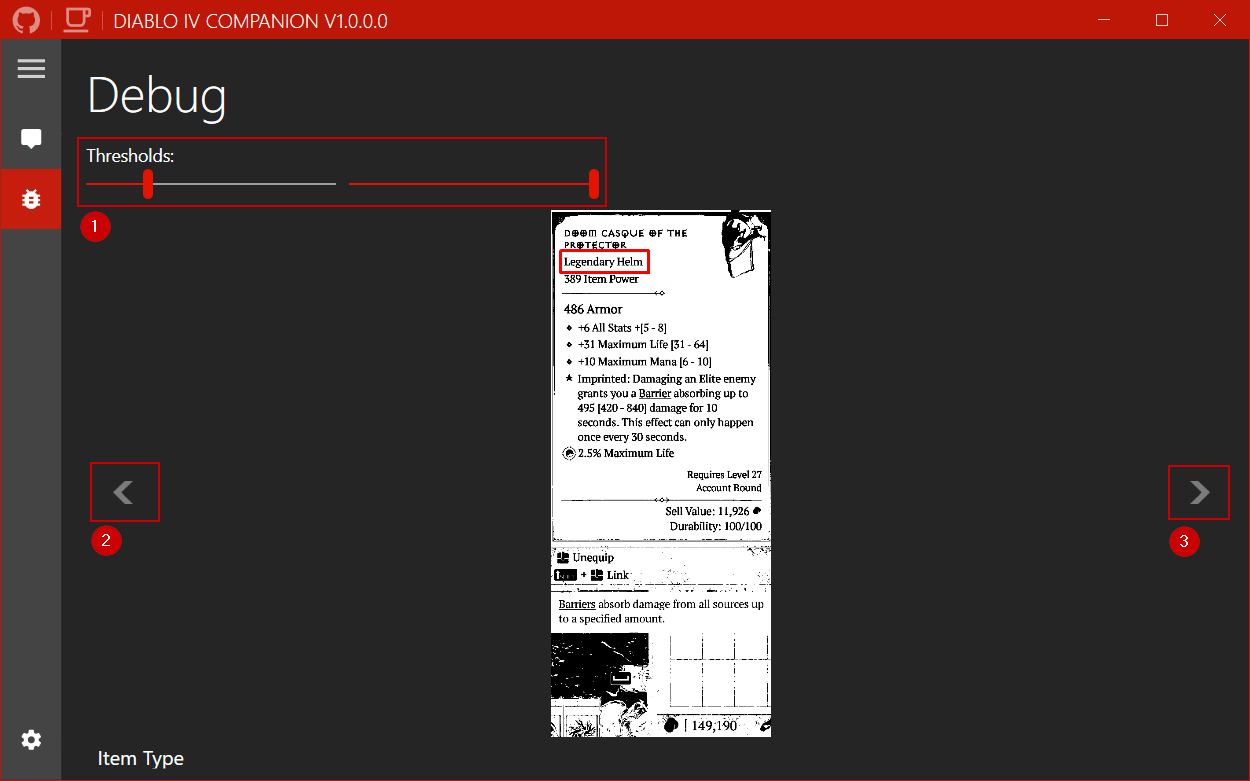 DIABLO IV COMPANION V1.0.0.0
Debug
Thresholds:
1
DOOM CASQUE OF THE
PROTECTOR
Legendary Helm
389 Item Power
486 Armor
+6 All Stats +[5 - 8]
+31 Maximum Life [31 - 64]
+10 Maximum Mana [6 - 10]
Imprinted: Damaging an Elite enemy
grants you a Barrier absorbing up to
495 [420 - 840] damage for 10
seconds. This effect can only happen
once every 30 seconds.
2.5% Maximum Life
Requires Level 27
Account Bound
Sell Value: 11,926
Durability: 100/100
2
3
Unequip
+ Link
Barriers absorb damage from all sources up
to a specified amount.
149,190
Item Type